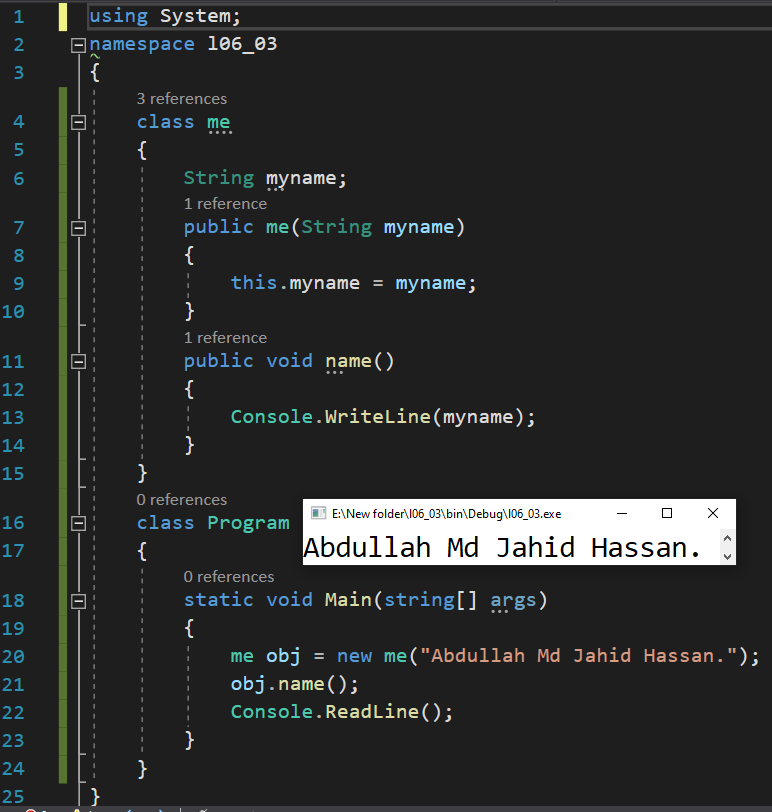 1 using System;
2 namespace l06_03
3 {
3 references
4 class me
5 {
6 String myname;
1 reference
7 public me(String myname)
8 {
9 this.myname = myname;
10 }
1 reference
11 public void name()
12 {
13 Console.WriteLine(myname);
14 }
15 }
0 references
16 class Program
E:\New folder\l06_03\bin\Debug\l06_03.exe
Abdullah Md Jahid Hassan.
17 {
0 references
18 static void Main(string[] args)
19 {
20 me obj = new me("Abdullah Md Jahid Hassan.");
21 obj.name();
22 Console.ReadLine();
23 }
24 }
25 }